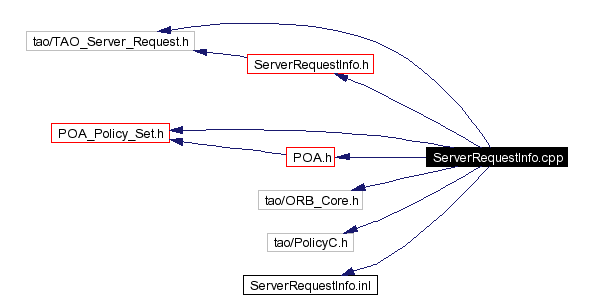 tao/TAO_Server_Request.h
ServerRequestInfo.h
POA_Policy_Set.h
POA.h
ServerRequestInfo.cpp
tao/ORB_Core.h
tao/PolicyC.h
ServerRequestInfo.inl